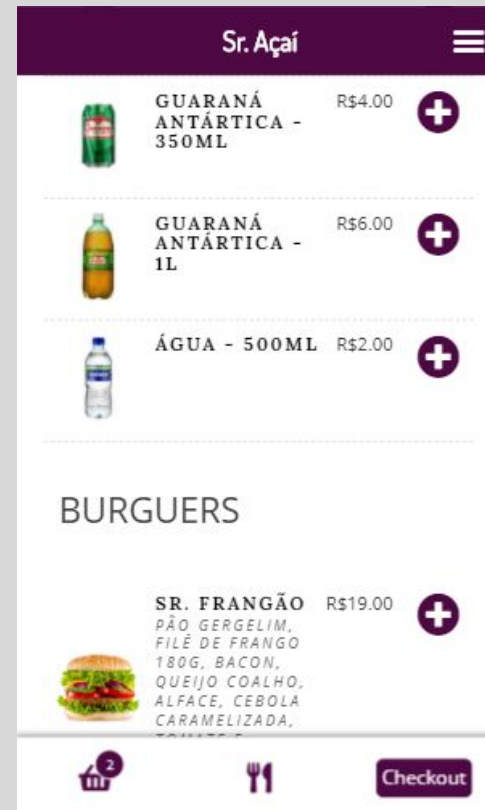 Sr. Açaí
GUARANÁ
ANTÁRTICA -
350ML
R$4.00
GUARANÁ
ANTÁRTICA -
1L
R$6.00
ÁGUA - 500ML
R$2.00
BURGUERS
SR. FRANGÃO
R$19.00
PÃO GERGELIM,
FILÉ DE FRANGO
180G, BACON,
QUEIJO COALHO,
ALFACE, CEBOLA
CARAMELIZADA,
2
Checkout